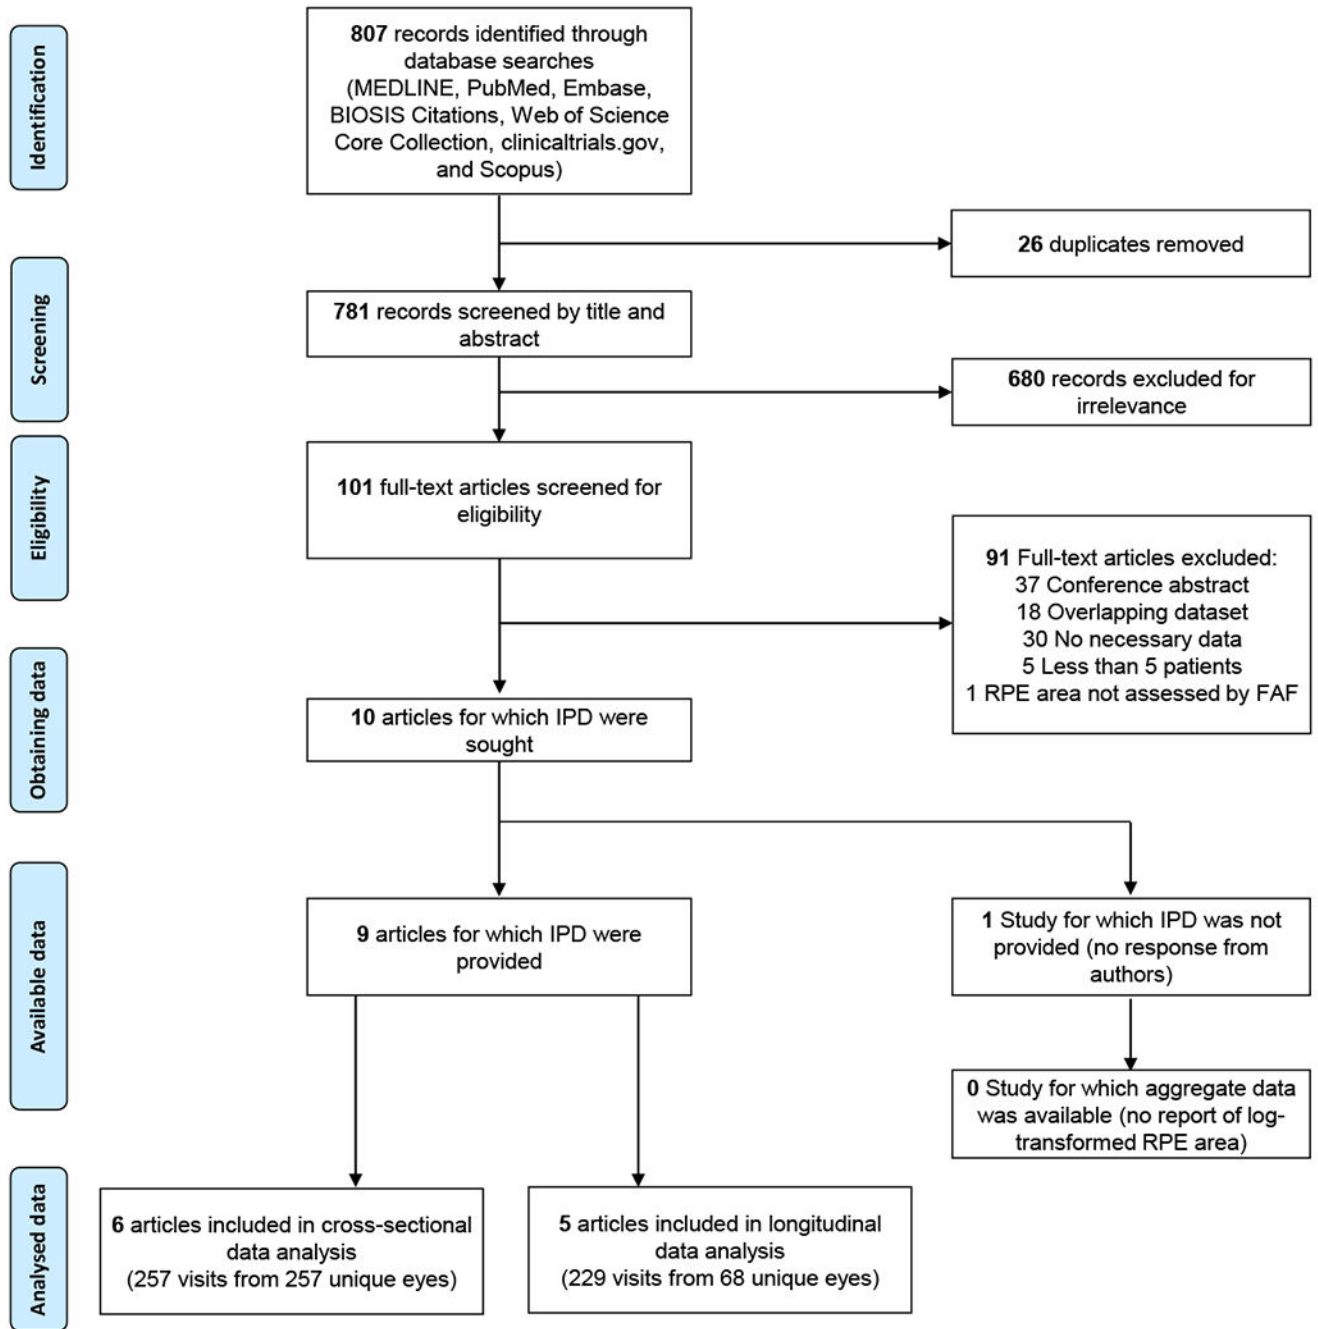 Identification
807 records identified through
database searches
(MEDLINE, PubMed, Embase,
BIOSIS Citations, Web of Science
Core Collection, clinicaltrials.gov,
and Scopus)
26 duplicates removed
Screening
781 records screened by title and
abstract
680 records excluded for
irrelevance
Eligibility
101 full-text articles screened for
eligibility
91 Full-text articles excluded:
37 Conference abstract
18 Overlapping dataset
30 No necessary data
5 Less than 5 patients
1 RPE area not assessed by FAF
Obtaining data
10 articles for which IPD were
sought
Available data
9 articles for which IPD were
provided
1 Study for which IPD was not
provided (no response from
authors)
0 Study for which aggregate data
was available (no report of log-
transformed RPE area)
Analysed data
6 articles included in cross-sectional
data analysis
(257 visits from 257 unique eyes)
5 articles included in longitudinal
data analysis
(229 visits from 68 unique eyes)